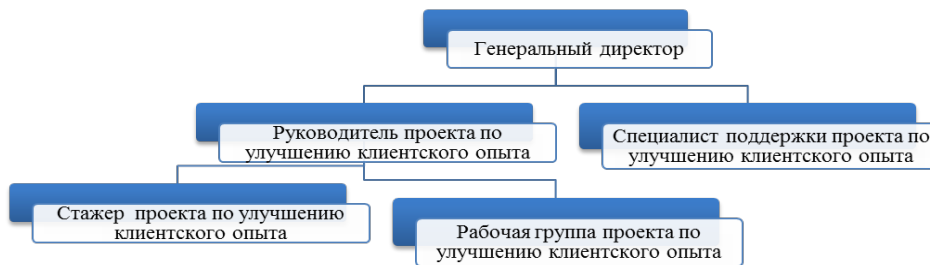 Генеральный директор
Руководитель проекта по
улучшению клиентского опыта
Специалист поддержки проекта по
улучшению клиентского опыта
Стажер проекта по улучшению
клиентского опыта
Рабочая группа проекта по
улучшению клиентского опыта